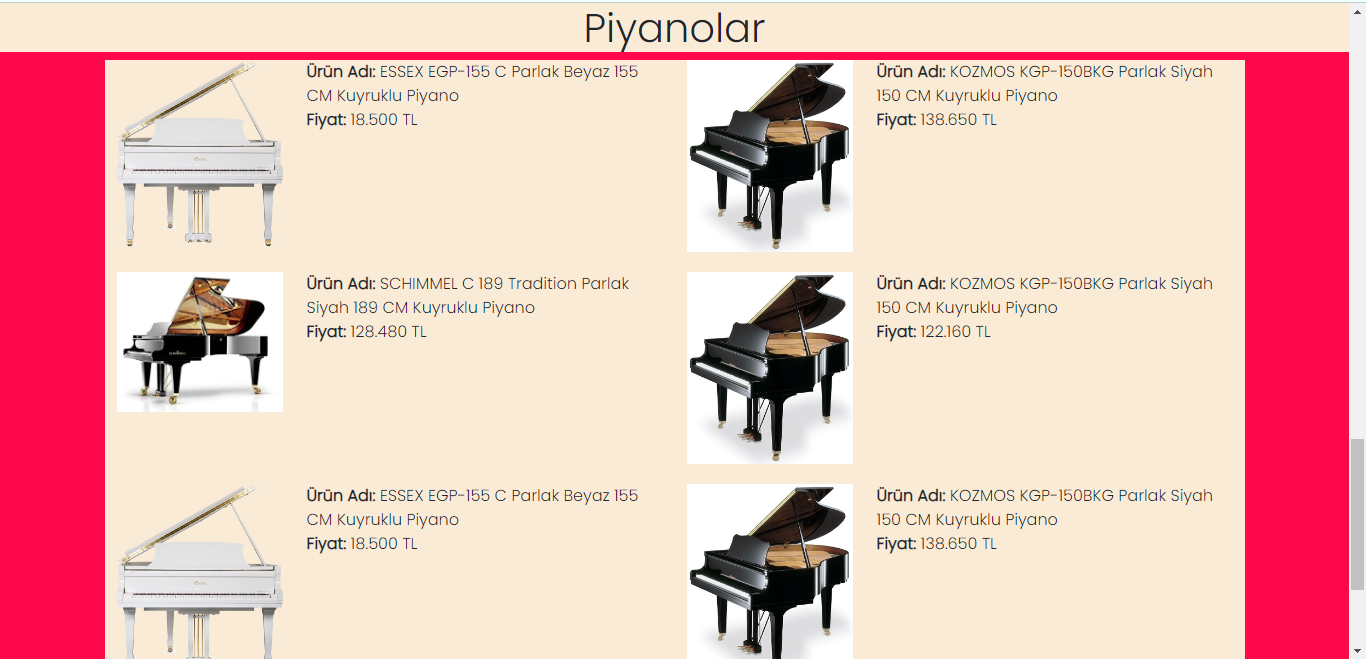 Piyanolar
Ürün Adı: ESSEX EGP-155 C Parlak Beyaz 155
CM Kuyruklu Piyano
Fiyat: 18.500 TL
Ürün Adı: KOZMOS KGP-150BKG Parlak Siyah
150 CM Kuyruklu Piyano
Fiyat: 138.650 TL
Ürün Adı: SCHIMMEL C 189 Tradition Parlak
Siyah 189 CM Kuyruklu Piyano
Fiyat: 128.480 TL
Ürün Adı: KOZMOS KGP-150BKG Parlak Siyah
150 CM Kuyruklu Piyano
Fiyat: 122.160 TL
Ürün Adı: ESSEX EGP-155 C Parlak Beyaz 155
CM Kuyruklu Piyano
Fiyat: 18.500 TL
Ürün Adı: KOZMOS KGP-150BKG Parlak Siyah
150 CM Kuyruklu Piyano
Fiyat: 138.650 TL